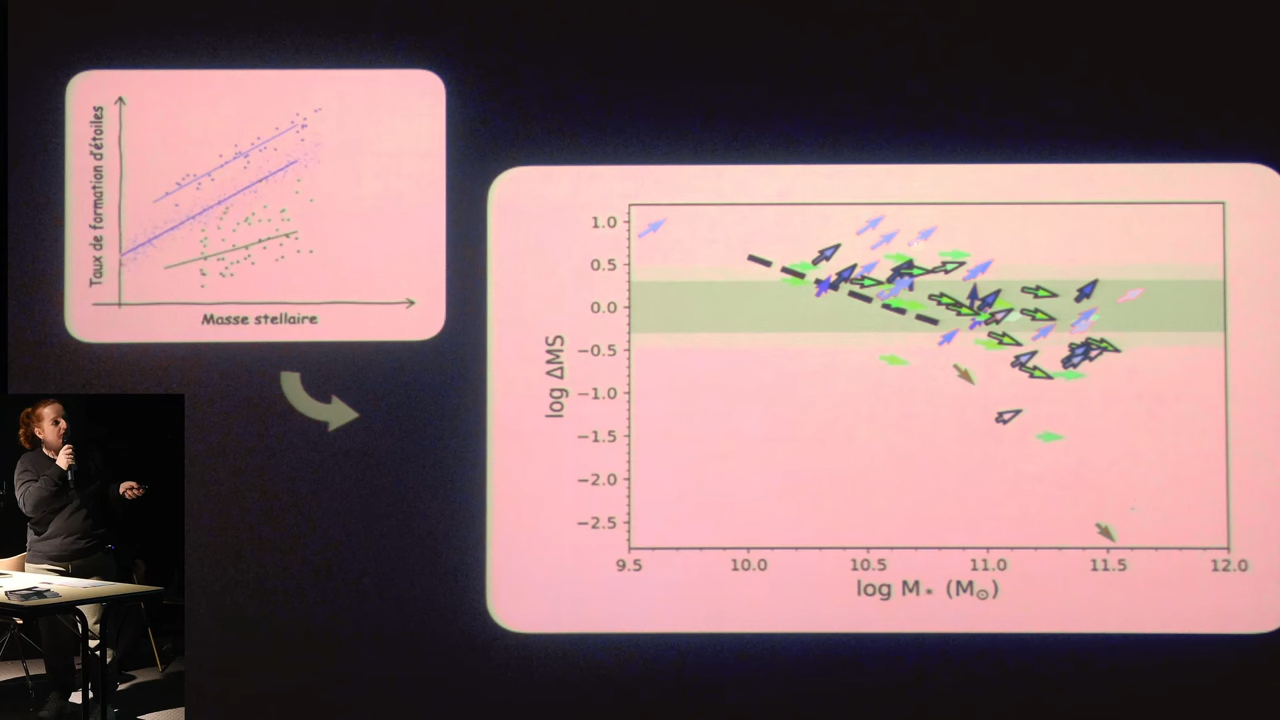 Taux de formation d'étoiles
Masse stellaire
log ΔMS
1.0
0.5
0.0
−0.5
−1.0
−1.5
−2.0
−2.5
9.5 10.0 10.5 11.0 11.5 12.0
log M⋆ (M☉)